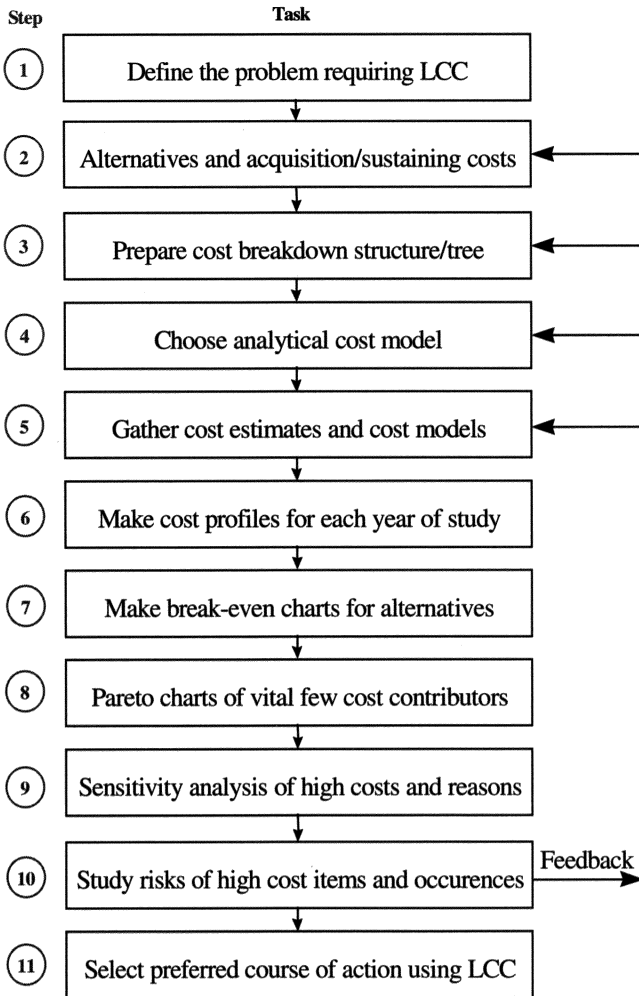 Step Task
1 Define the problem requiring LCC
2 Alternatives and acquisition/sustaining costs
3 Prepare cost breakdown structure/tree
4 Choose analytical cost model
5 Gather cost estimates and cost models
6 Make cost profiles for each year of study
7 Make break-even charts for alternatives
8 Pareto charts of vital few cost contributors
9 Sensitivity analysis of high costs and reasons
10 Study risks of high cost items and occurences Feedback
11 Select preferred course of action using LCC